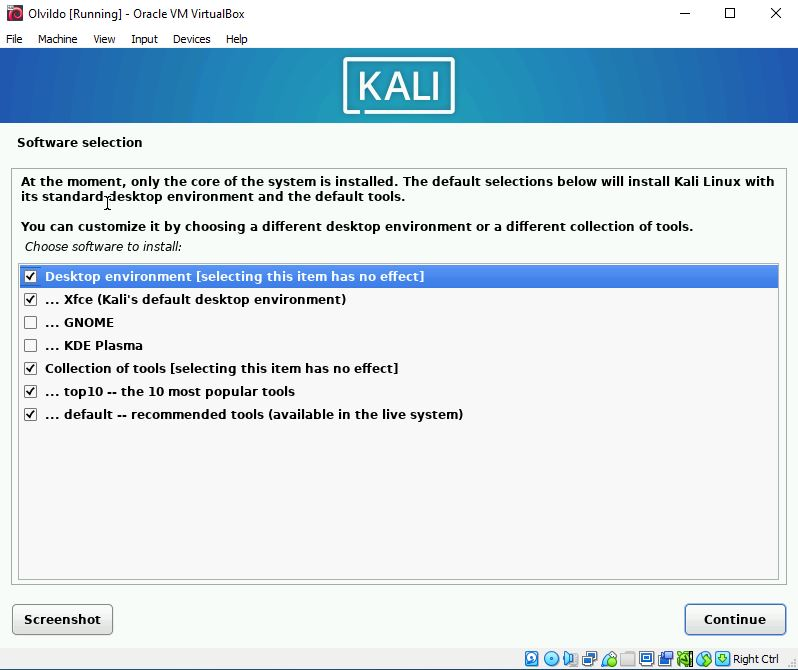 Olvildo [Running] - Oracle VM VirtualBox
File Machine View Input Devices Help
KALI
Software selection
At the moment, only the core of the system is installed. The default selections below will install Kali Linux with
its standard desktop environment and the default tools.
You can customize it by choosing a different desktop environment or a different collection of tools.
Choose software to install:
Desktop environment [selecting this item has no effect]
... Xfce (Kali's default desktop environment)
... GNOME
... KDE Plasma
Collection of tools [selecting this item has no effect]
... top10 -- the 10 most popular tools
... default -- recommended tools (available in the live system)
Screenshot
Continue
Right Ctrl